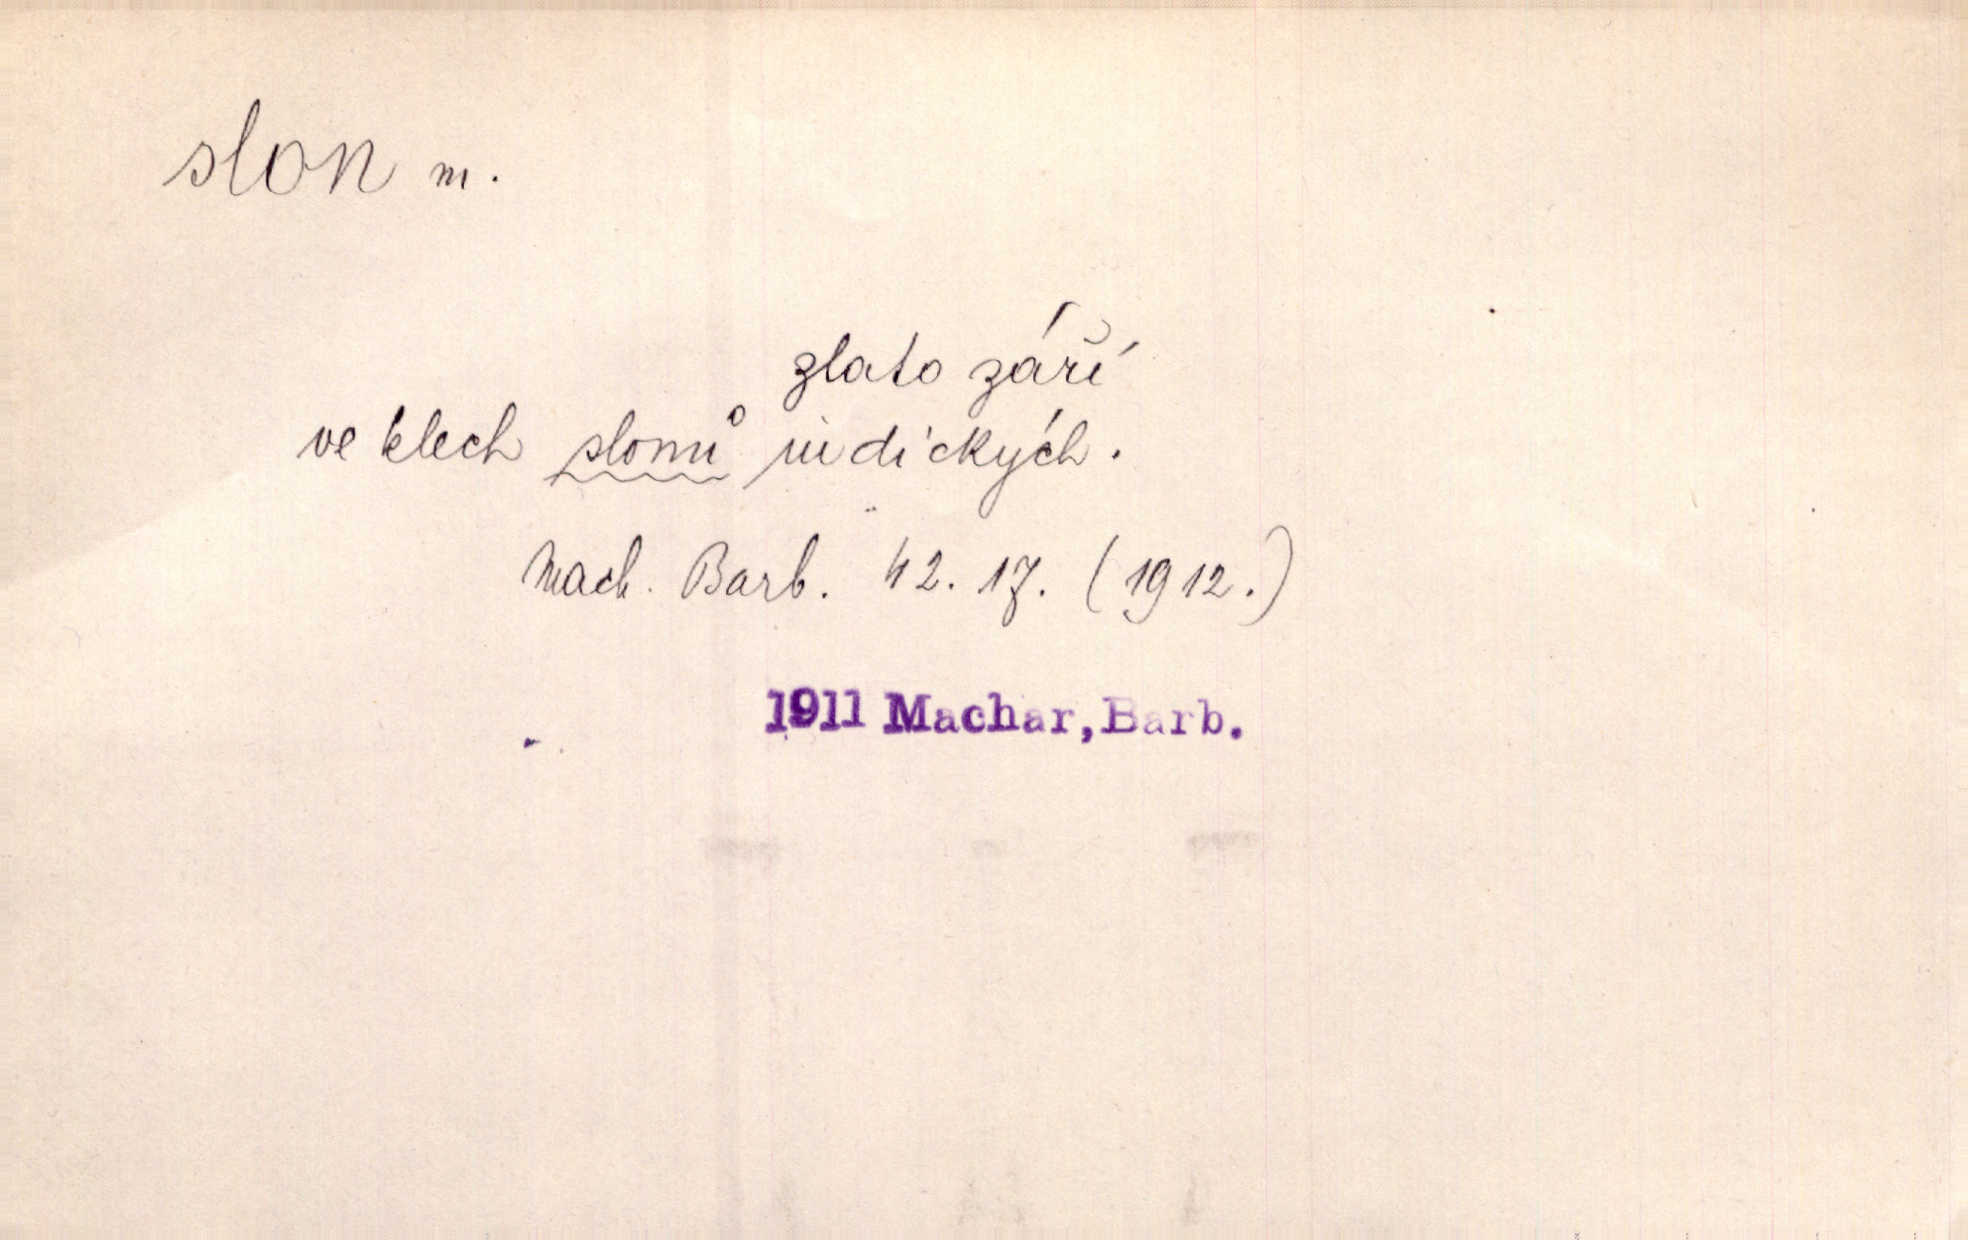 slon m.
zlato září
ve klech slonů indických.
Mach. Barb. 42. 17. (1912.)
1911 Machar, Barb.